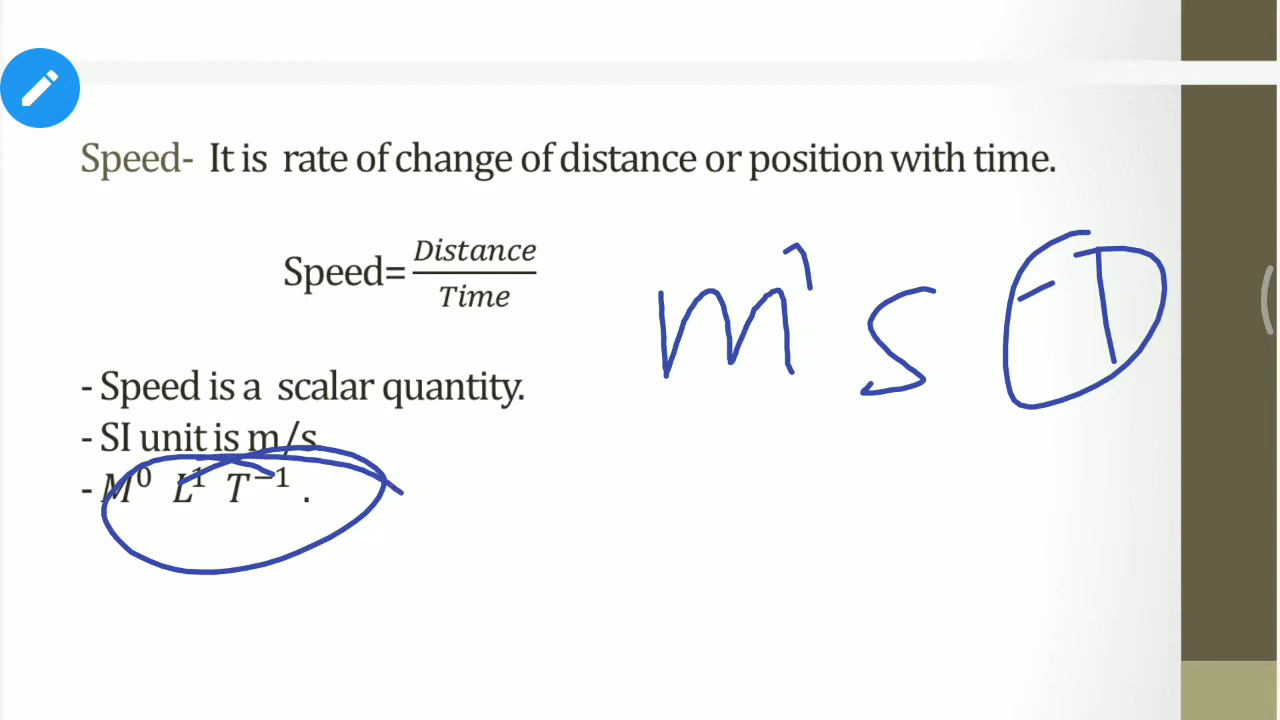 Speed- It is rate of change of distance or position with time.
Speed= Distance / Time
m¹ s ⁻¹
- Speed is a scalar quantity.
- SI unit is m/s
- M⁰ L¹ T⁻¹ .